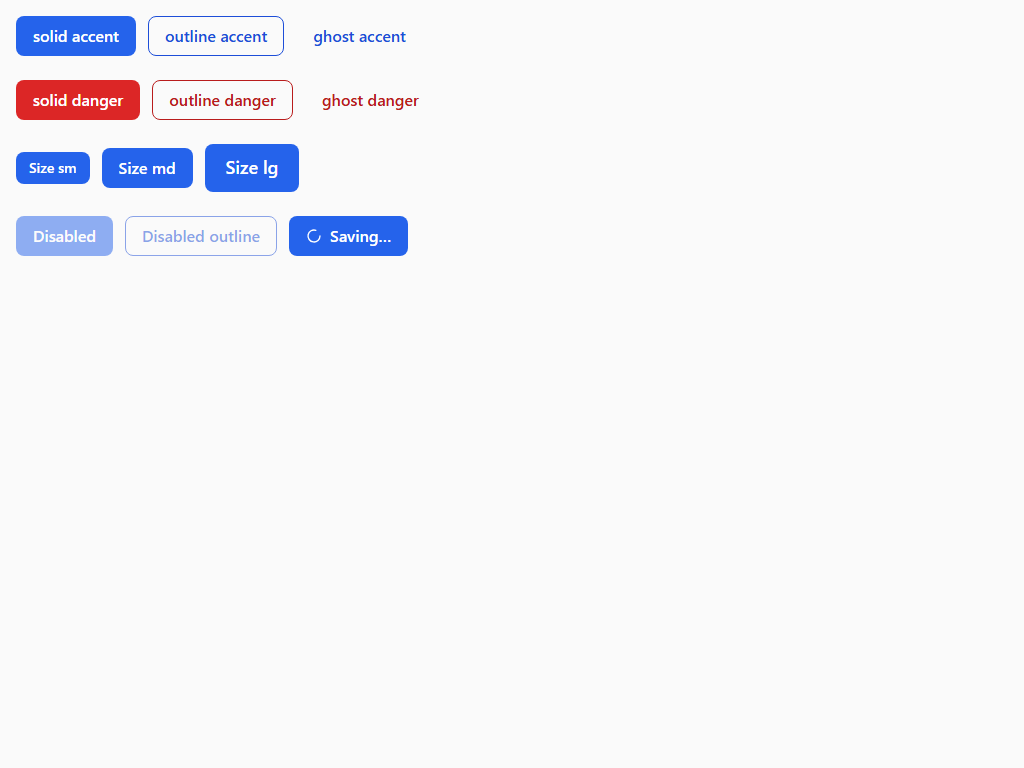 solid accent outline accent ghost accent
solid danger outline danger ghost danger
Size sm Size md Size lg
Disabled Disabled outline Saving...